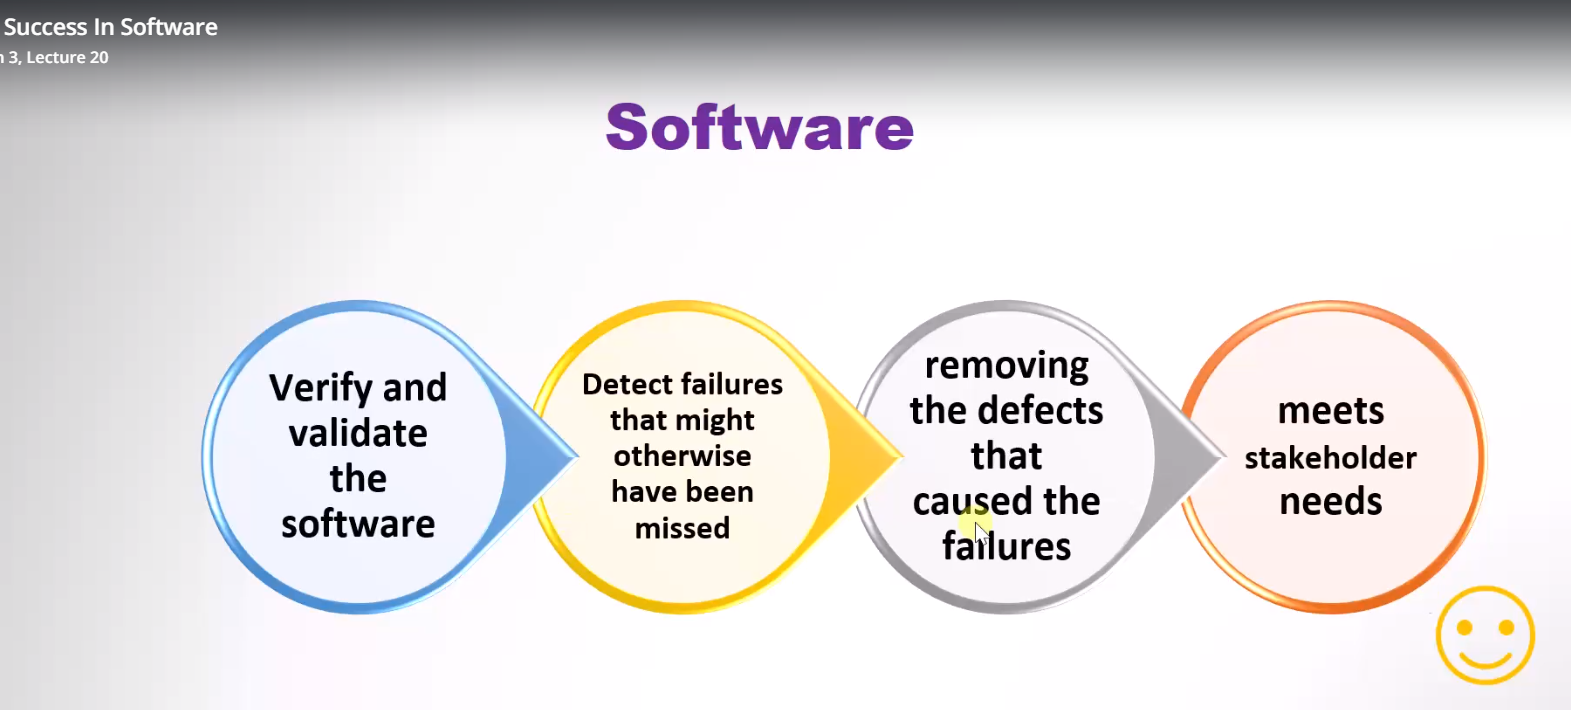 Success In Software
3, Lecture 20
Software
Verify and
validate
the
software
Detect failures
that might
otherwise
have been
missed
removing
the defects
that
caused the
failures
meets
stakeholder
needs